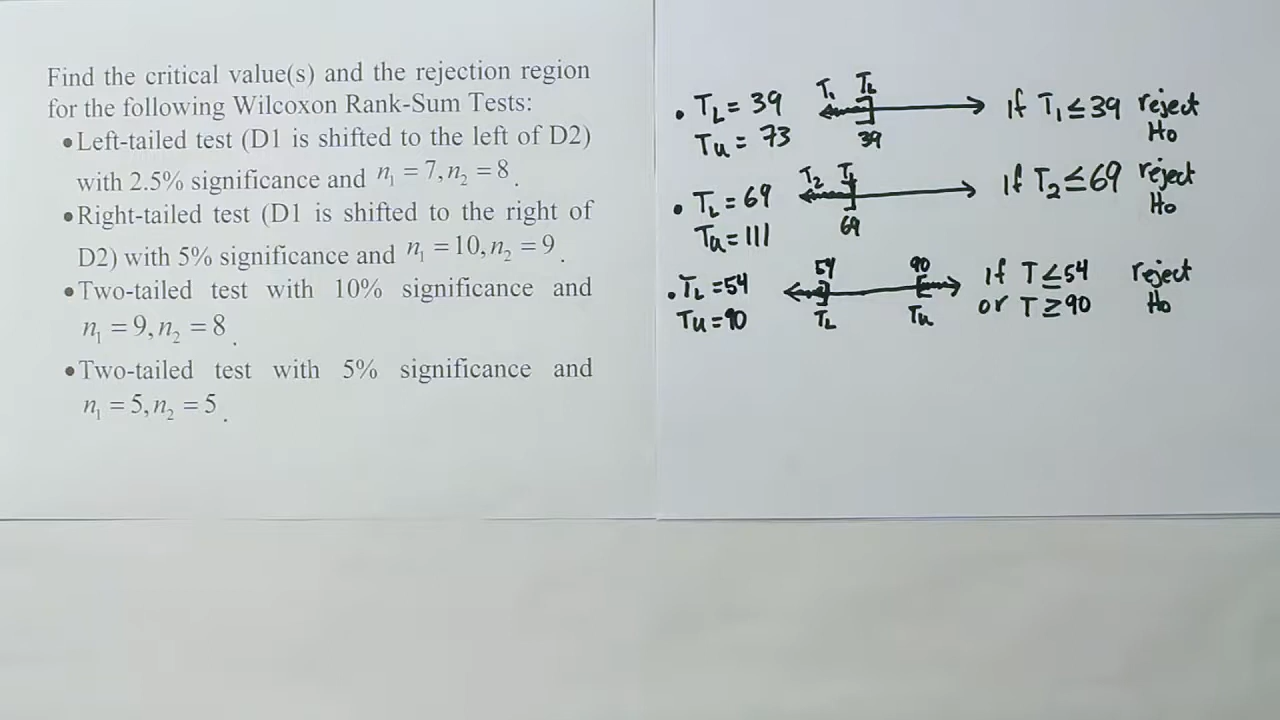 Find the critical value(s) and the rejection region
for the following Wilcoxon Rank-Sum Tests:
•Left-tailed test (D1 is shifted to the left of D2)
with 2.5% significance and n₁ = 7, n₂ = 8.
•Right-tailed test (D1 is shifted to the right of
D2) with 5% significance and n₁ = 10, n₂ = 9.
•Two-tailed test with 10% significance and
n₁ = 9, n₂ = 8.
•Two-tailed test with 5% significance and
n₁ = 5, n₂ = 5.
• TL = 39 T₁ TL If T₁ ≤ 39 reject
Tu = 73 39 Ho
• TL = 69 T₂ If T₂ ≤ 69 reject
Tu = 111 69 Ho
• TL = 54 54 90 If T ≤ 54 reject
Tu = 90 TL Tu or T ≥ 90 Ho